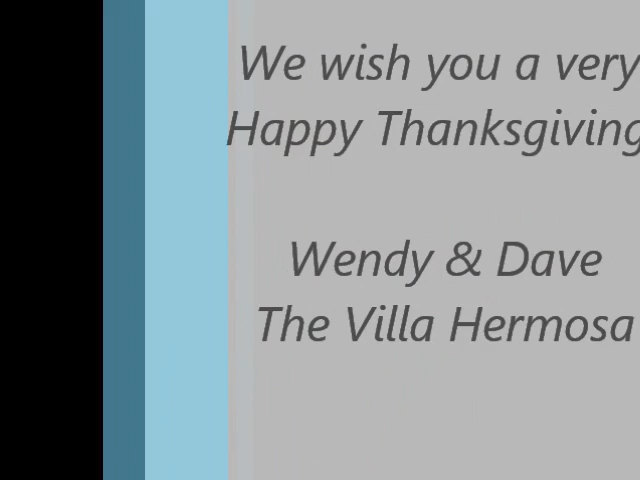 We wish you a very
Happy Thanksgiving
Wendy & Dave
The Villa Hermosa